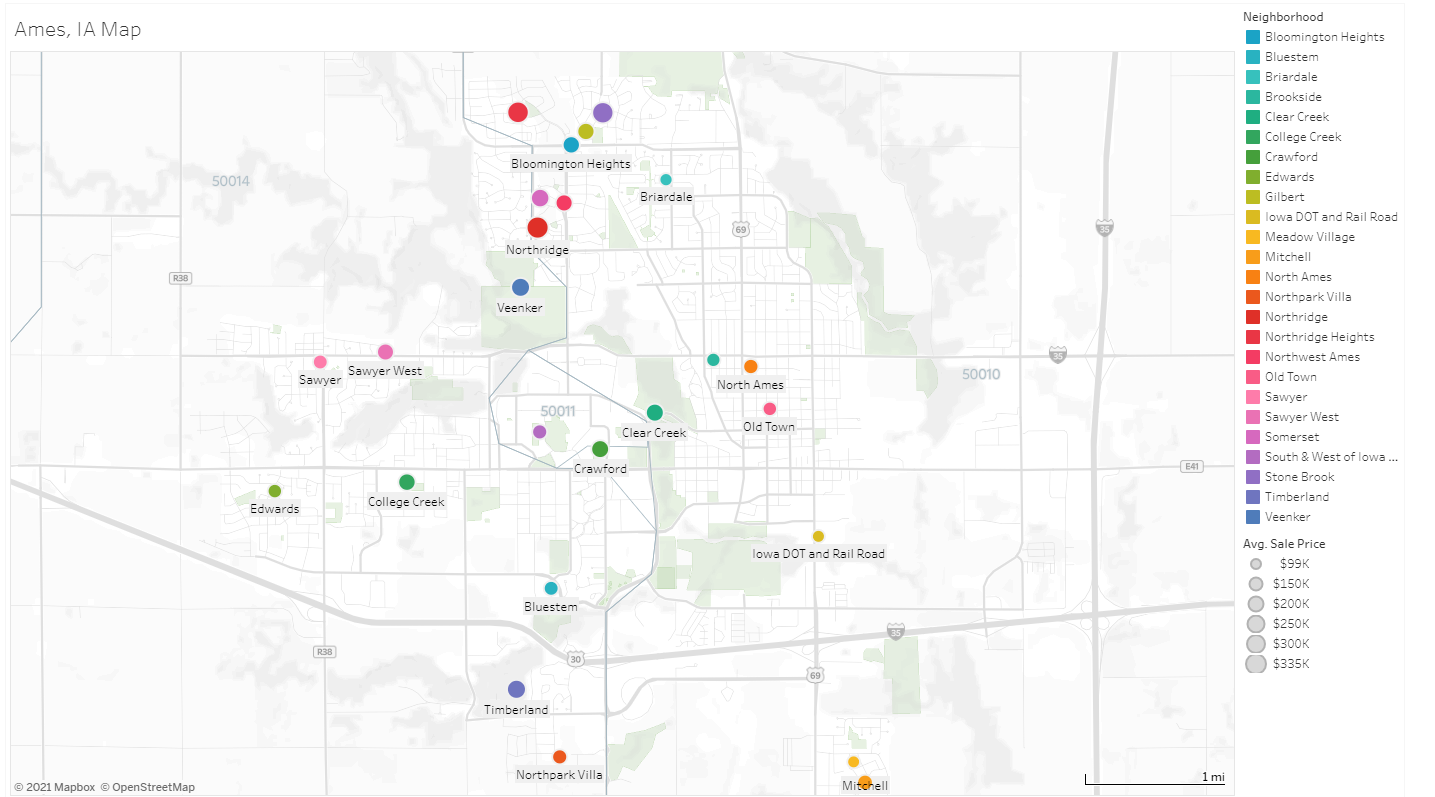 Ames, IA Map
Bloomington Heights
50014
Briardale
69
Northridge
R38
Veenker
Sawyer West
Sawyer
35
35
50010
North Ames
50011
Old Town
Clear Creek
Crawford
E41
College Creek
Edwards
Iowa DOT and Rail Road
Bluestem
35
R38
30
69
Timberland
Northpark Villa
Mitchell
1 mi
© 2021 Mapbox © OpenStreetMap
Neighborhood
Bloomington Heights
Bluestem
Briardale
Brookside
Clear Creek
College Creek
Crawford
Edwards
Gilbert
Iowa DOT and Rail Road
Meadow Village
Mitchell
North Ames
Northpark Villa
Northridge
Northridge Heights
Northwest Ames
Old Town
Sawyer
Sawyer West
Somerset
South & West of Iowa ...
Stone Brook
Timberland
Veenker
Avg. Sale Price
$99K
$150K
$200K
$250K
$300K
$335K